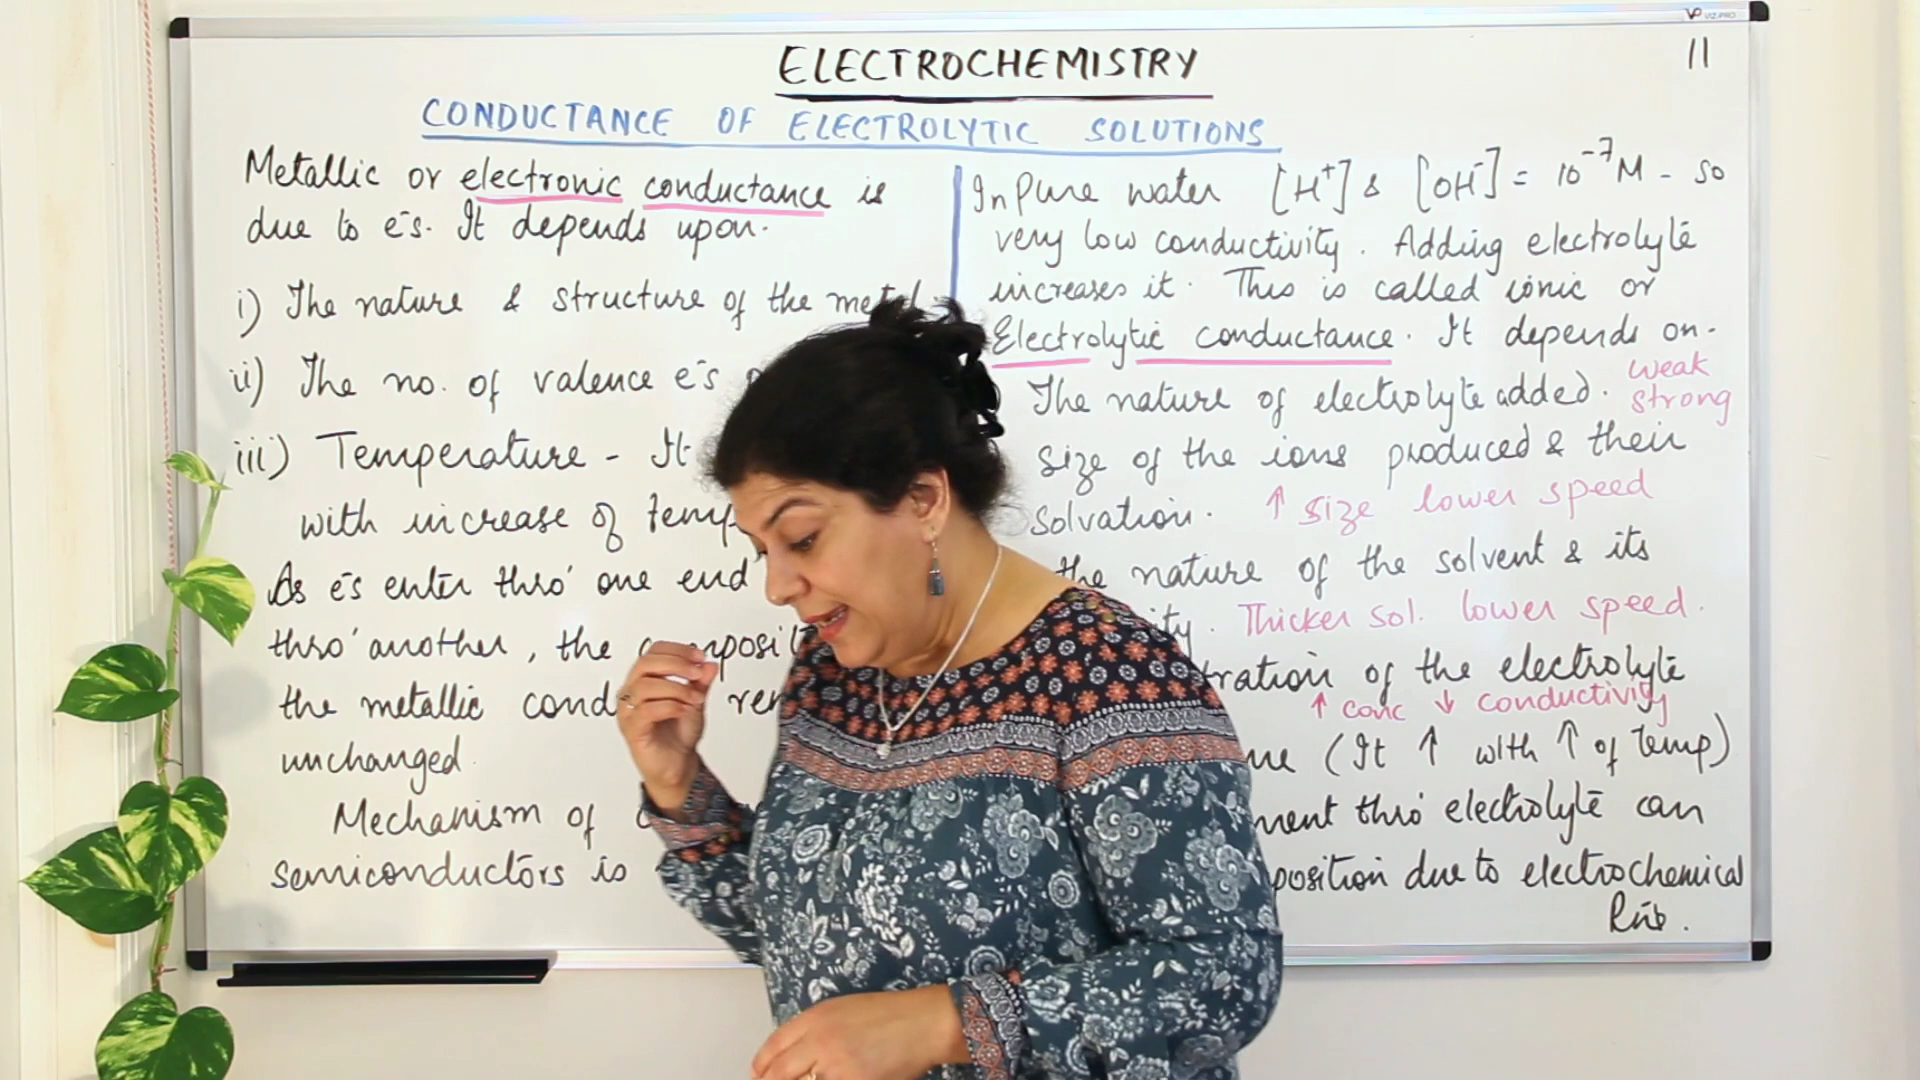 VIZ-PRO
ELECTROCHEMISTRY
11
CONDUCTANCE OF ELECTROLYTIC SOLUTIONS
Metallic or electronic conductance is
due to e⁻s. It depends upon.
i) The nature & structure of the metal
ii) The no. of valence e⁻s
iii) Temperature - It
with increase of temp
As e⁻s enter thro' one end
thro' another, the
the metallic
unchanged
Mechanism of
semiconductors is
In Pure water [H⁺] & [OH⁻] = 10⁻⁷M - so
very low conductivity. Adding electrolyte
increases it. This is called ionic or
Electrolytic conductance. It depends on-
The nature of electrolyte added. weak
strong
Size of the ions produced & their
solvation. ↑ size lower speed
the nature of the solvent & its
Thicker sol. lower speed.
of the electrolyte
↑ conc ↓ conductivity
(It ↑ with ↑ of temp)
thro' electrolyte can
due to electrochemical